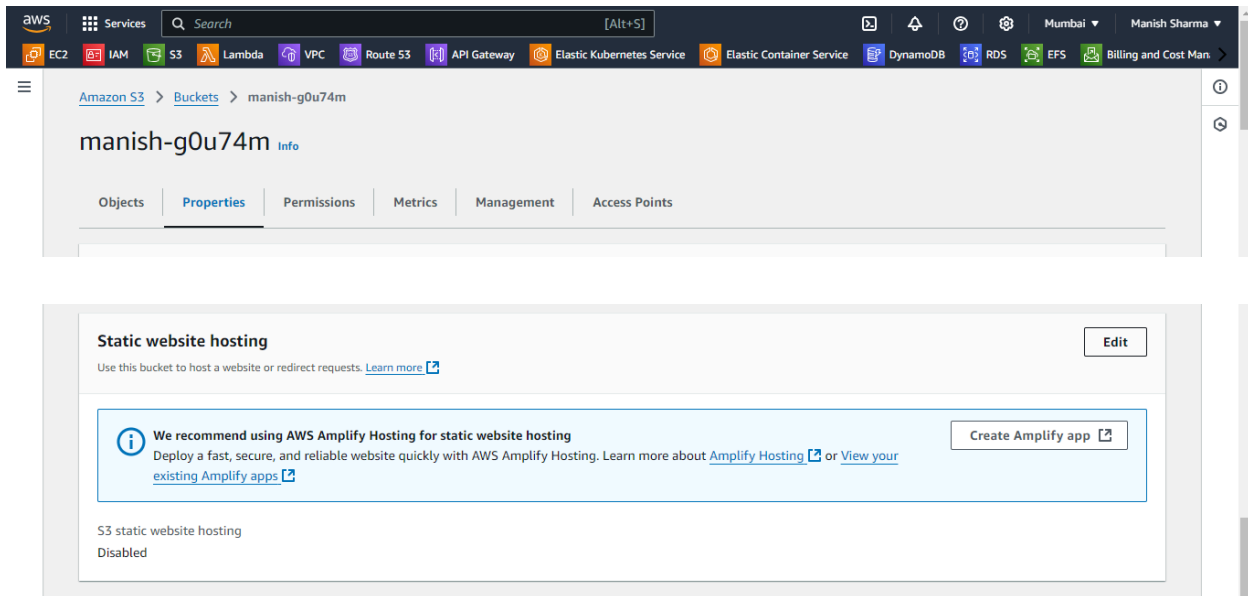 aws Services Search [Alt+S] Mumbai ▼ Manish Sharma ▼
EC2 IAM S3 Lambda VPC Route 53 API Gateway Elastic Kubernetes Service Elastic Container Service DynamoDB RDS EFS Billing and Cost Man
Amazon S3 > Buckets > manish-g0u74m
manish-g0u74m Info
Objects Properties Permissions Metrics Management Access Points
Static website hosting Edit
Use this bucket to host a website or redirect requests. Learn more
We recommend using AWS Amplify Hosting for static website hosting Create Amplify app
Deploy a fast, secure, and reliable website quickly with AWS Amplify Hosting. Learn more about Amplify Hosting or View your
existing Amplify apps
S3 static website hosting
Disabled